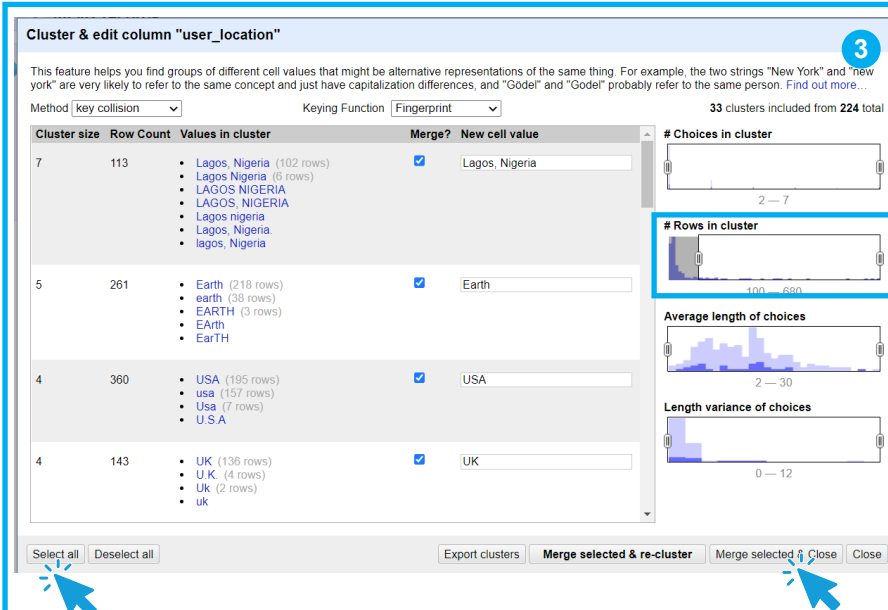 Cluster & edit column "user_location"
3
This feature helps you find groups of different cell values that might be alternative representations of the same thing. For example, the two strings "New York" and "new
york" are very likely to refer to the same concept and just have capitalization differences, and "Gödel" and "Godel" probably refer to the same person. Find out more...
Method key collision Keying Function Fingerprint 33 clusters included from 224 total
Cluster size Row Count Values in cluster Merge? New cell value # Choices in cluster
7 113 • Lagos, Nigeria (102 rows) Lagos, Nigeria
• Lagos Nigeria (6 rows)
• LAGOS NIGERIA
• LAGOS, NIGERIA
2 — 7
• Lagos nigeria
• Lagos, Nigeria.
• lagos, Nigeria
# Rows in cluster
5 261 • Earth (218 rows) Earth
• earth (38 rows)
100 — 680
• EARTH (3 rows)
• EArth
• EarTH
Average length of choices
4 360 • USA (195 rows) USA
• usa (157 rows)
2 — 30
• Usa (7 rows)
• U.S.A
Length variance of choices
4 143 • UK (136 rows) UK
• U.K. (4 rows)
0 — 12
• Uk (2 rows)
• uk
Select all Deselect all Export clusters Merge selected & re-cluster Merge selected & Close Close